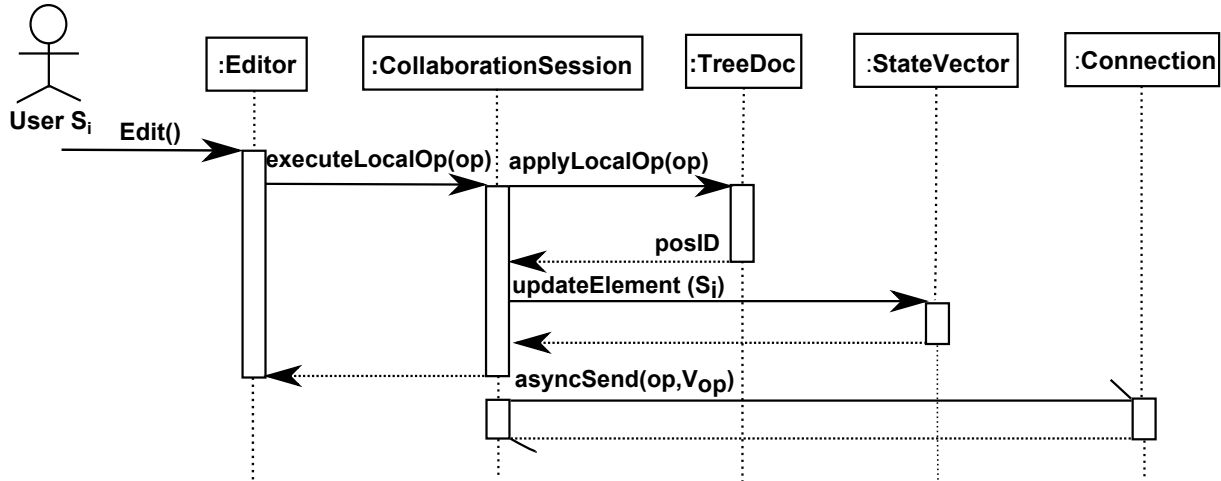 :Editor
:CollaborationSession
:TreeDoc
:StateVector
:Connection
User Si
Edit()
executeLocalOp(op)
applyLocalOp(op)
posID
updateElement (Si)
asyncSend(op,Vop)